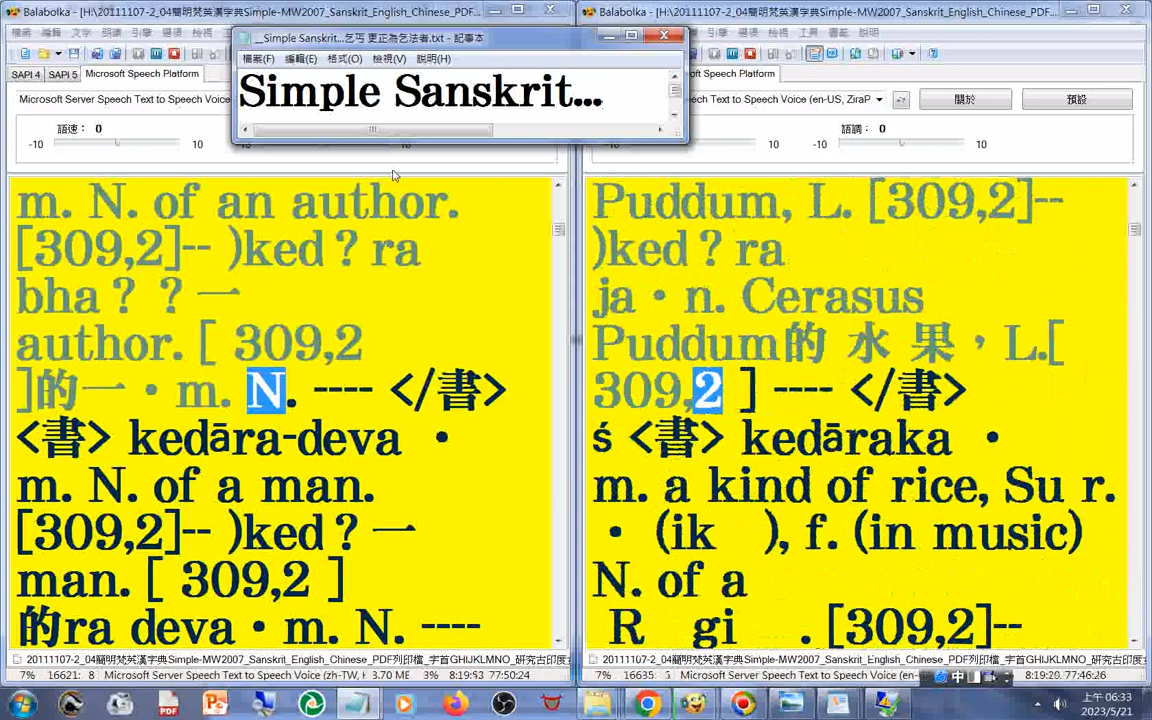 Balabolka - [H:\20111107-2_04簡明梵英漢字典Simple-MW2007_Sanskrit_English_Chinese_PDF...
Balabolka - [H:\20111107-2_04簡明梵英漢字典Simple-MW2007_Sanskrit_English_Chinese_PDF...
__Simple Sanskrit...乞丐 更正為乞法者.txt - 記事本
檔案(F) 編輯(E) 格式(O) 檢視(V) 說明(H)
Simple Sanskrit...
SAPI 4 SAPI 5 Microsoft Speech Platform
Microsoft Server Speech Text to Speech Voice
ct Text to Speech Voice (en-US, ZiraP
關於
預設
語速： 0
-10 10
語調： 0
-10 10
m. N. of an author.
[309,2]-- )ked？ra
bha？？一
author. [ 309,2
]的一・m. N. ---- </書>
<書> kedāra-deva ・
m. N. of a man.
[309,2]-- )ked？一
man. [ 309,2 ]
的ra deva・m. N. ----
Puddum, L. [309,2]--
)ked？ra
ja・n. Cerasus
Puddum的 水 果，L.[
309,2 ] ---- </書>
ś <書> kedāraka ・
m. a kind of rice, Su r.
・ (ik ), f. (in music)
N. of a
R gi . [309,2]--
20111107-2_04簡明梵英漢字典Simple-MW2007_Sanskrit_English_Chinese_PDF列印檔_字首GHIJKLMNO_研究古印度
20111107-2_04簡明梵英漢字典Simple-MW2007_Sanskrit_English_Chinese_PDF列印檔_字首GHIJKLMNO_研究古印度
7% 16621: 8 Microsoft Server Speech Text to Speech Voice (zh-TW, 3.70 ME 3% 8:19:53 77:50:24
7% 16635: Microsoft Server Speech Text to Speech Voice 8:19:20 77:46:26
上午 06:33
2023/5/21